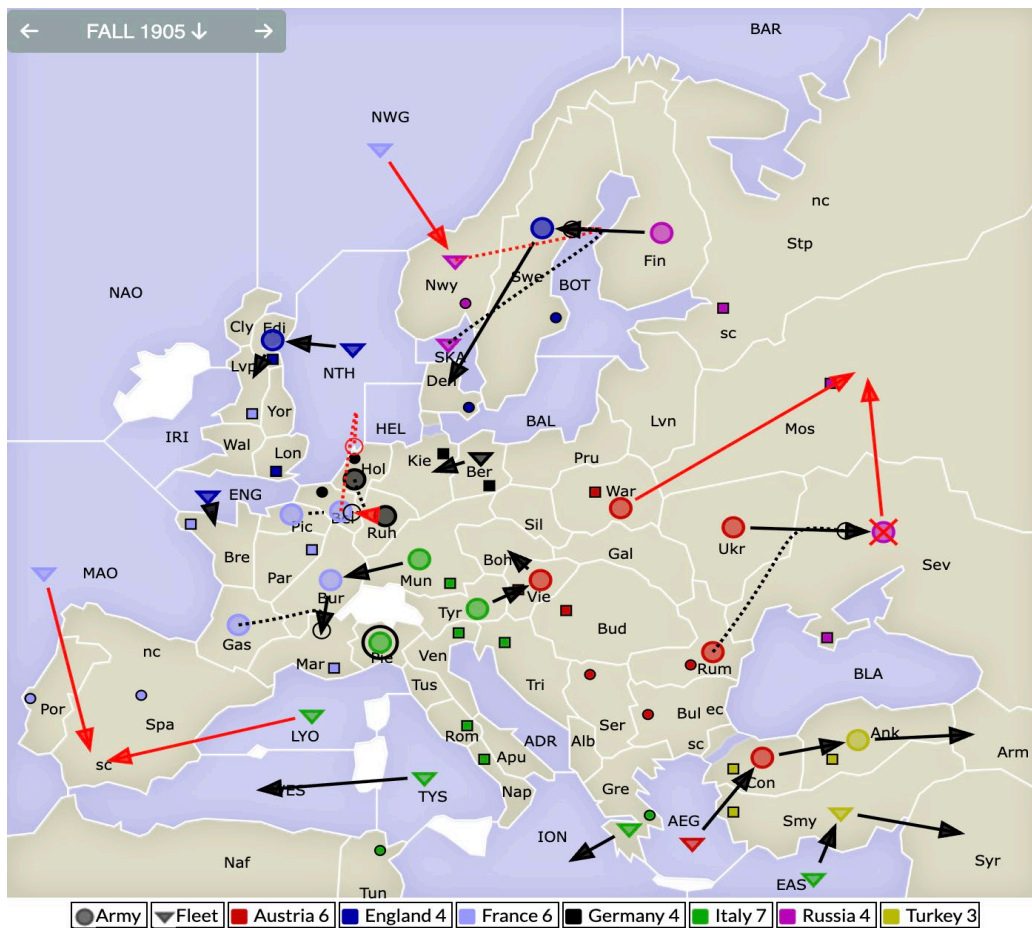 FALL 1905
BAR
NWG
nc
Stp
Fin
Nwy
Swe
BOT
NAO
Cly Edi
sc
SKA
Lvp
NTH
Den
Yor
IRI
HEL
BAL
Lvn
Mos
Wal
Kie
Ber
Pru
Lon
Hol
War
ENG
Pic
Bel
Ruh
Sil
Ukr
Bre
Boh
Gal
Sev
MAO
Par
Mun
Bur
Vie
Tyr
Bud
nc
Gas
Pie
Ven
Rum
Mar
Tus
Tri
BLA
Por
Spa
Bul ec
LYO
Rom
Ser
Ank
sc
ADR
Alb
sc
Arm
Apu
Con
WES
TYS
Nap
Gre
ION
AEG
Smy
Naf
Syr
EAS
Tun
Army Fleet Austria 6 England 4 France 6 Germany 4 Italy 7 Russia 4 Turkey 3